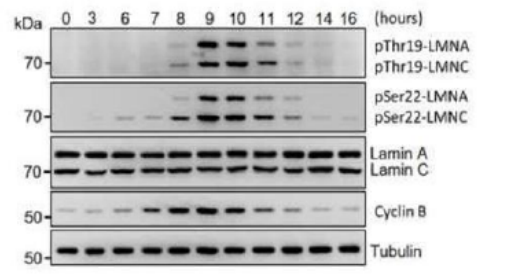 kDa 0 3 6 7 8 9 10 11 12 14 16 (hours)
pThr19-LMNA
70 pThr19-LMNC
pSer22-LMNA
70 pSer22-LMNC
Lamin A
70 Lamin C
50 Cyclin B
50 Tubulin